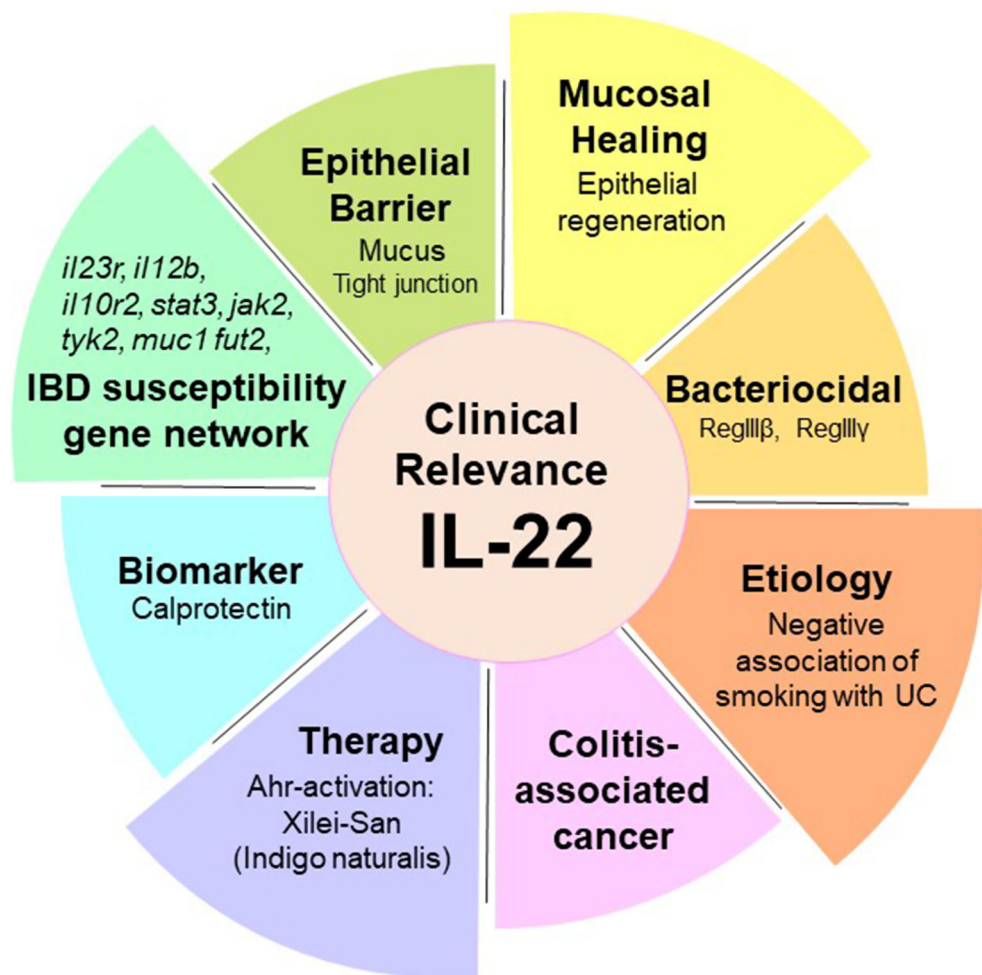 Clinical
Relevance
IL-22
Mucosal
Healing
Epithelial
regeneration
Bacteriocidal
RegIIIβ, RegIIIγ
Etiology
Negative
association of
smoking with UC
Colitis-
associated
cancer
Therapy
Ahr-activation:
Xilei-San
(Indigo naturalis)
Biomarker
Calprotectin
il23r, il12b,
il10r2, stat3, jak2,
tyk2, muc1 fut2,
IBD susceptibility
gene network
Epithelial
Barrier
Mucus
Tight junction